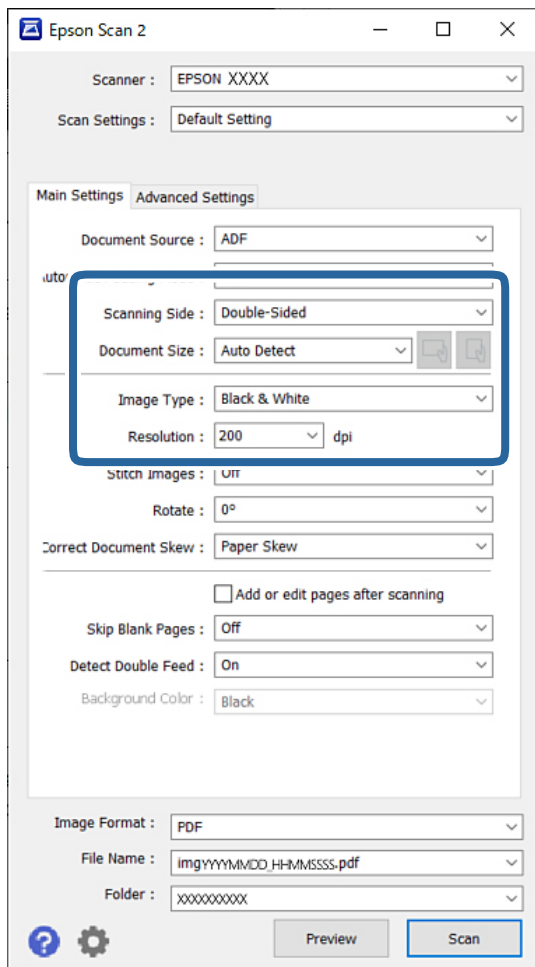 Epson Scan 2
Scanner : EPSON XXXX
Scan Settings : Default Setting
Main Settings Advanced Settings
Document Source : ADF
Scanning Side : Double-Sided
Document Size : Auto Detect
Image Type : Black & White
Resolution : 200 dpi
Stitch Images : Off
Rotate : 0°
Correct Document Skew : Paper Skew
Add or edit pages after scanning
Skip Blank Pages : Off
Detect Double Feed : On
Background Color : Black
Image Format : PDF
File Name : imgYYYYMMDD_HHMMSSSS.pdf
Folder : XXXXXXXXXX
? Preview Scan